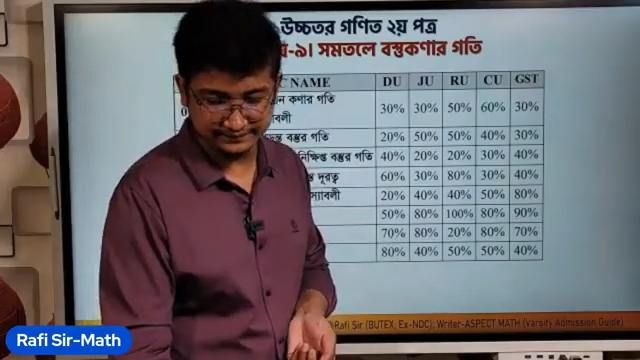 উচ্চতর গণিত ২য় পত্র
-৯। সমতলে বস্তুকণার গতি
NAME DU JU RU CU GST
কণার গতি
30% 30% 50% 60% 30%
বস্তুর গতি 20% 50% 50% 40% 30%
নিক্ষিপ্ত বস্তুর গতি 40% 20% 20% 30% 40%
দূরত্ব 60% 30% 80% 30% 40%
20% 40% 40% 50% 80%
50% 80% 100% 80% 90%
70% 80% 20% 80% 70%
80% 40% 50% 50% 40%
Rafi Sir (BUTEX, Ex-NDC), Writer-ASPECT MATH (Varsity Admission Guide)
Rafi Sir-Math